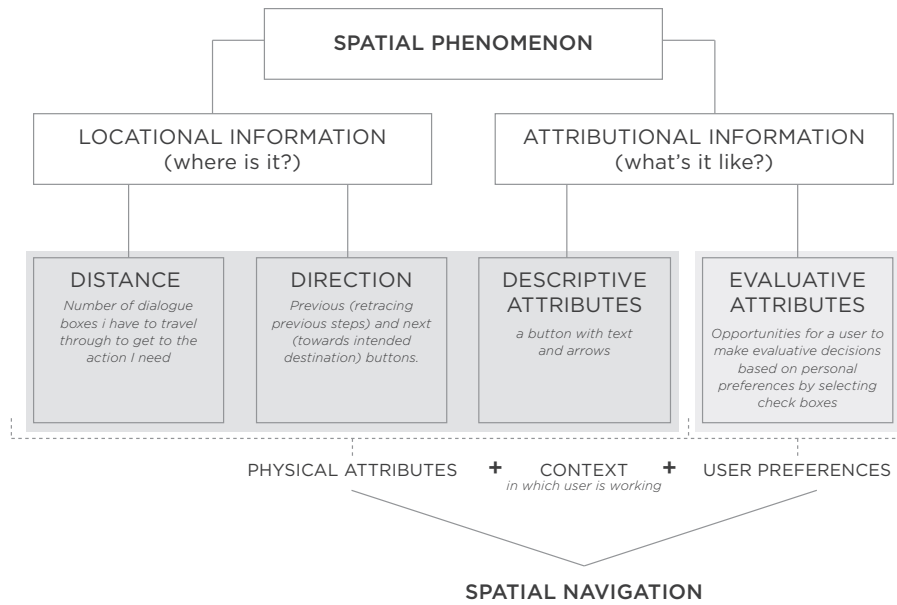 SPATIAL PHENOMENON
LOCATIONAL INFORMATION
(where is it?)
ATTRIBUTIONAL INFORMATION
(what's it like?)
DISTANCE
Number of dialogue
boxes i have to travel
through to get to the
action I need
DIRECTION
Previous (retracing
previous steps) and next
(towards intended
destination) buttons.
DESCRIPTIVE
ATTRIBUTES
a button with text
and arrows
EVALUATIVE
ATTRIBUTES
Opportunities for a user to
make evaluative decisions
based on personal
preferences by selecting
check boxes
PHYSICAL ATTRIBUTES + CONTEXT + USER PREFERENCES
in which user is working
SPATIAL NAVIGATION